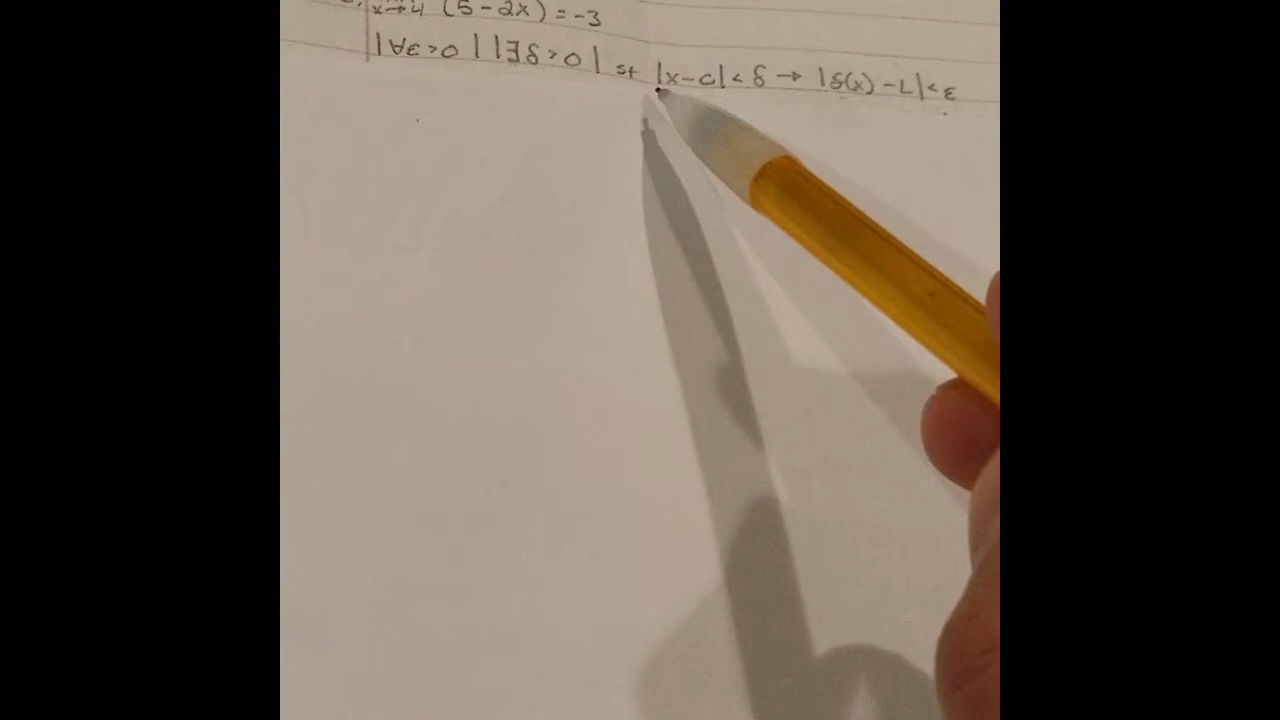 x→4 (5-2x) = -3
|∀ε>0| |∃δ>0| st |x-c|<δ → |f(x)-L|<ε